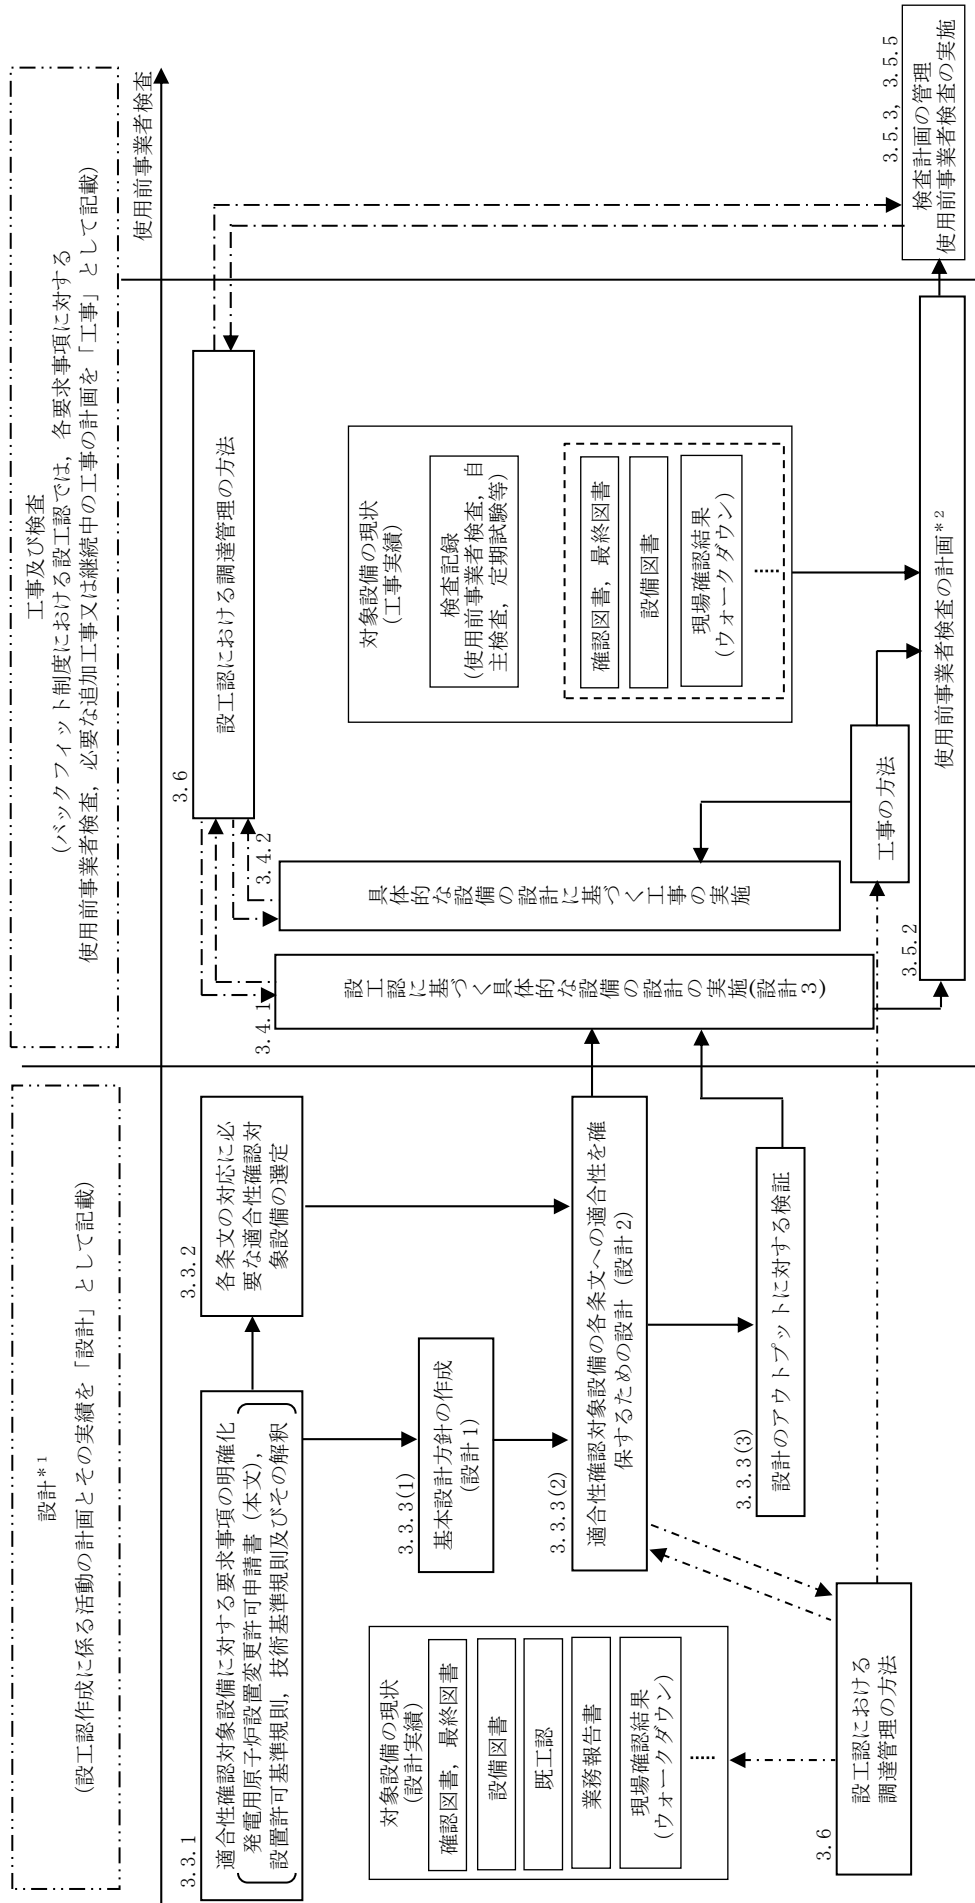 設計*1
(設工認作成に係る活動の計画とその実績を「設計」として記載)
工事及び検査
(バックフィット制度における設工認では，各要求事項に対する
使用前事業者検査，必要な追加工事又は継続中の工事の計画を「工事」として記載)
使用前事業者検査
3.3.1
適合性確認対象設備に対する要求事項の明確化
発電用原子炉設置変更許可申請書（本文），
設置許可基準規則，技術基準規則及びその解釈
3.3.2
各条文の対応に必
要な適合性確認対
象設備の選定
3.3.3(1)
基本設計方針の作成
(設計1)
3.3.3(2)
適合性確認対象設備の各条文への適合性を確
保するための設計（設計2）
3.3.3(3)
設計のアウトプットに対する検証
対象設備の現状
(設計実績)
確認図書，最終図書
設備図書
既工認
業務報告書
現場確認結果
(ウォークダウン)
……
3.6
設工認における
調達管理の方法
3.4.1
設工認に基づく具体的な設備の設計の実施(設計3)
3.4.2
具体的な設備の設計に基づく工事の実施
3.6
設工認における調達管理の方法
対象設備の現状
(工事実績)
検査記録
(使用前事業者検査，自
主検査，定期試験等)
確認図書，最終図書
設備図書
現場確認結果
(ウォークダウン)
……
工事の方法
3.5.2
使用前事業者検査の計画*2
3.5.3, 3.5.5
検査計画の管理
使用前事業者検査の実施